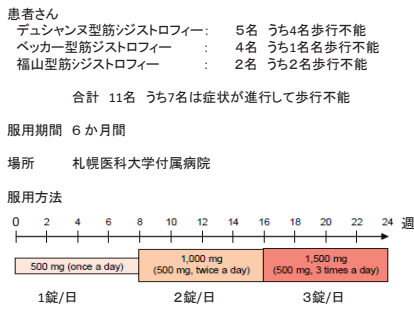 患者さん
デュシャンヌ型筋ジストロフィー: 5名 うち4名歩行不能
ベッカー型筋ジストロフィー : 4名 うち1名歩行不能
福山型筋ジストロフィー : 2名 うち2名歩行不能
合計 11名 うち7名は症状が進行して歩行不能
服用期間 6か月間
場所 札幌医科大学付属病院
服用方法
0 2 4 6 8 10 12 14 16 18 20 22 24 週
500 mg (once a day)
1,000 mg
(500 mg, twice a day)
1,500 mg
(500 mg, 3 times a day)
1錠/日 2錠/日 3錠/日